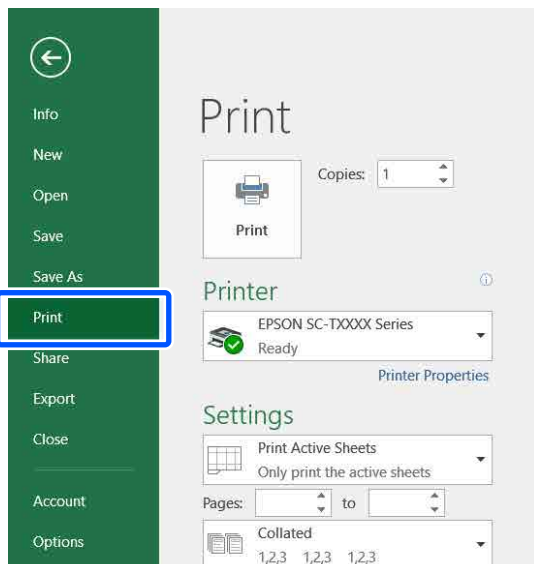 Info
New
Open
Save
Save As
Print
Share
Export
Close
Account
Options
Print
Copies: 1
Print
Printer
EPSON SC-TXXXX Series
Ready
Printer Properties
Settings
Print Active Sheets
Only print the active sheets
Pages: to
Collated
1,2,3 1,2,3 1,2,3